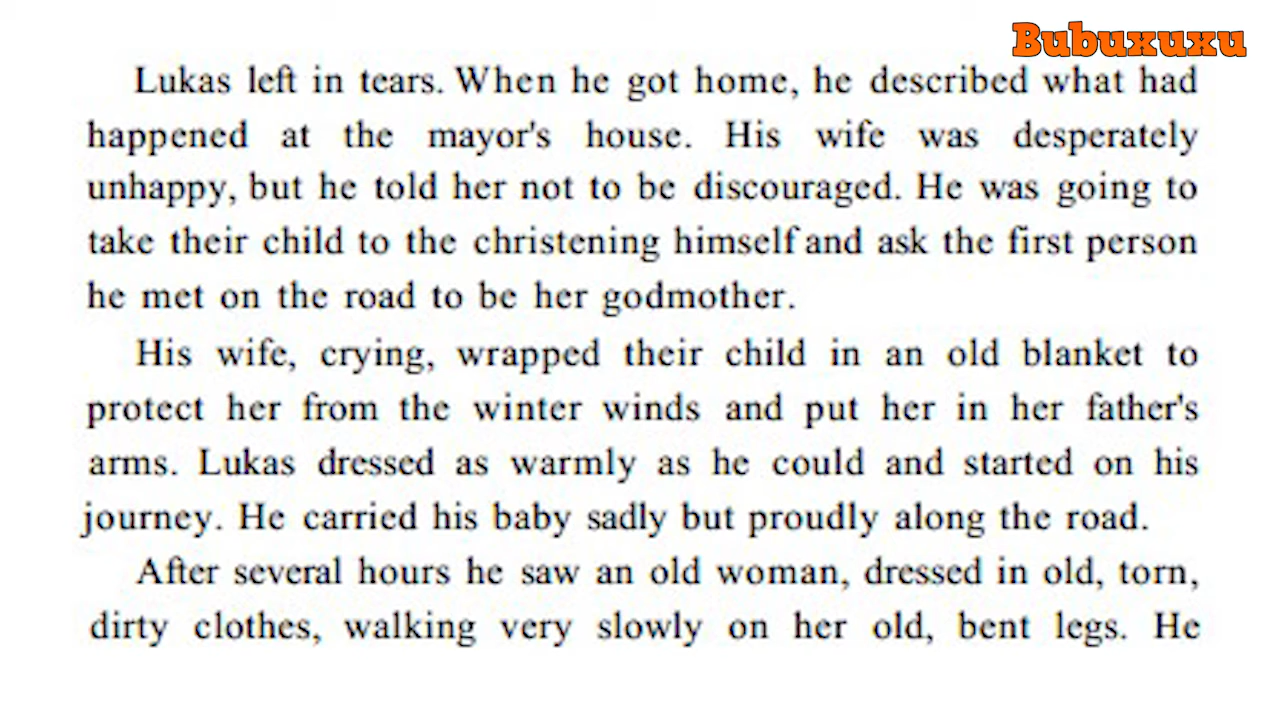 Bubuxuxu
Lukas left in tears. When he got home, he described what had
happened at the mayor's house. His wife was desperately
unhappy, but he told her not to be discouraged. He was going to
take their child to the christening himself and ask the first person
he met on the road to be her godmother.
His wife, crying, wrapped their child in an old blanket to
protect her from the winter winds and put her in her father's
arms. Lukas dressed as warmly as he could and started on his
journey. He carried his baby sadly but proudly along the road.
After several hours he saw an old woman, dressed in old, torn,
dirty clothes, walking very slowly on her old, bent legs. He